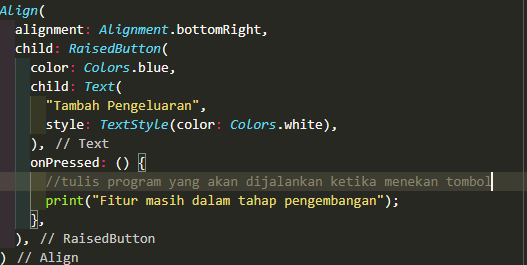 Align(
alignment: Alignment.bottomRight,
child: RaisedButton(
color: Colors.blue,
child: Text(
"Tambah Pengeluaran",
style: TextStyle(color: Colors.white),
), // Text
onPressed: () {
//tulis program yang akan dijalankan ketika menekan tombol
print("Fitur masih dalam tahap pengembangan");
},
), // RaisedButton
) // Align